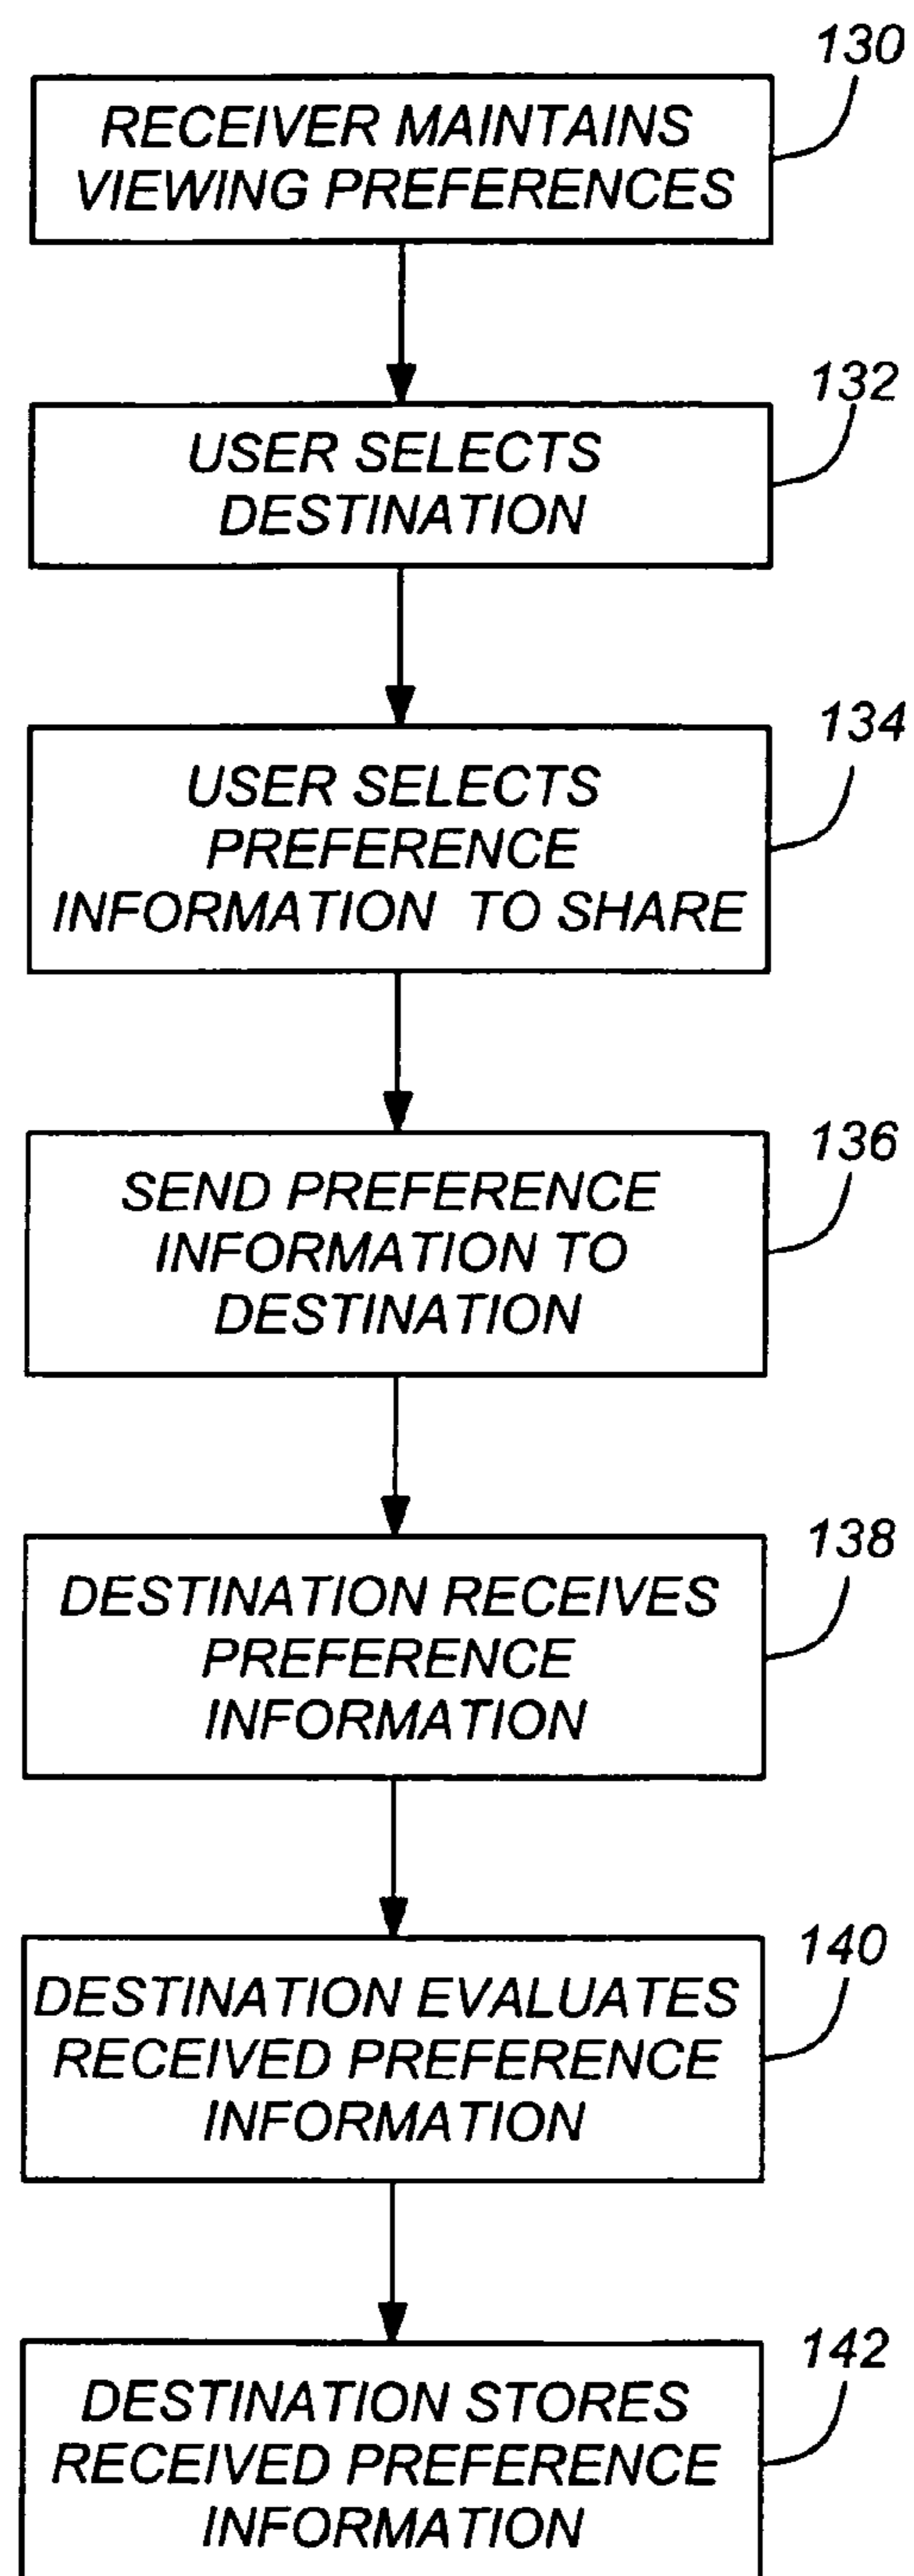 130
RECEIVER MAINTAINS
VIEWING PREFERENCES
132
USER SELECTS
DESTINATION
134
USER SELECTS
PREFERENCE
INFORMATION TO SHARE
136
SEND PREFERENCE
INFORMATION TO
DESTINATION
138
DESTINATION RECEIVES
PREFERENCE
INFORMATION
140
DESTINATION EVALUATES
RECEIVED PREFERENCE
INFORMATION
142
DESTINATION STORES
RECEIVED PREFERENCE
INFORMATION